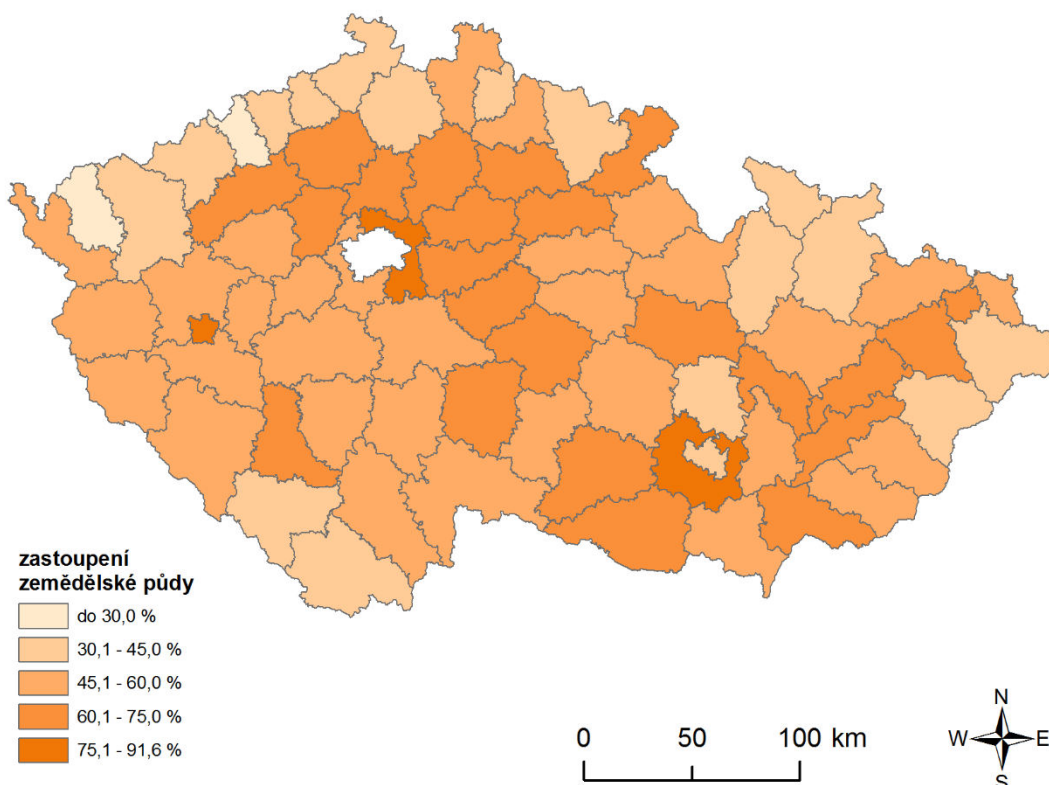 zastoupení
zemědělské půdy
do 30,0 %
30,1 - 45,0 %
45,1 - 60,0 %
60,1 - 75,0 %
75,1 - 91,6 %
0 50 100 km
N
W E
S